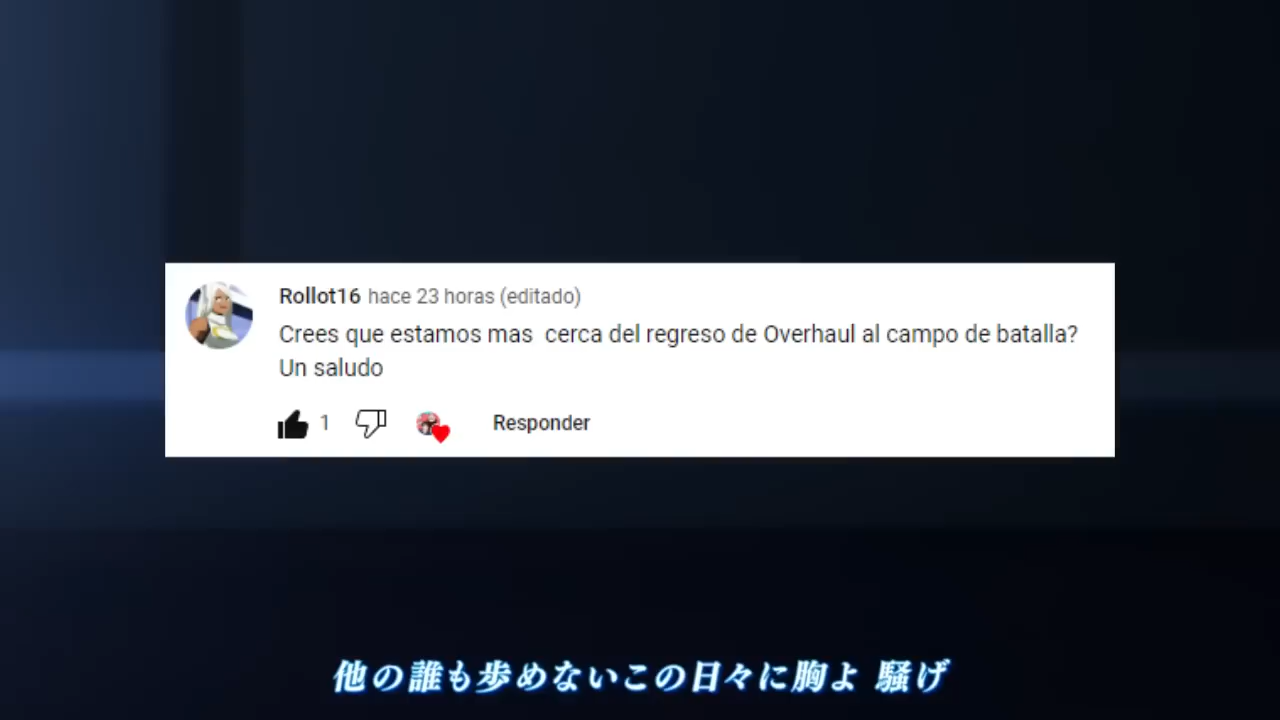 Rollot16 hace 23 horas (editado)
Crees que estamos mas  cerca del regreso de Overhaul al campo de batalla?
Un saludo
1 Responder
他の誰も歩めないこの日々に胸よ 騒げ